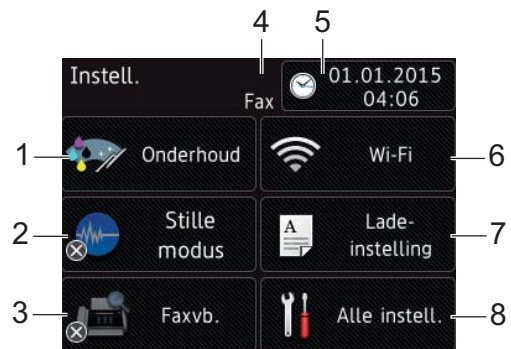 4 5
Instell.
Fax
01.01.2015
04:06
1
Onderhoud
Wi-Fi
6
2
Stille
modus
A
Lade-
instelling
7
3
Faxvb.
Alle instell.
8